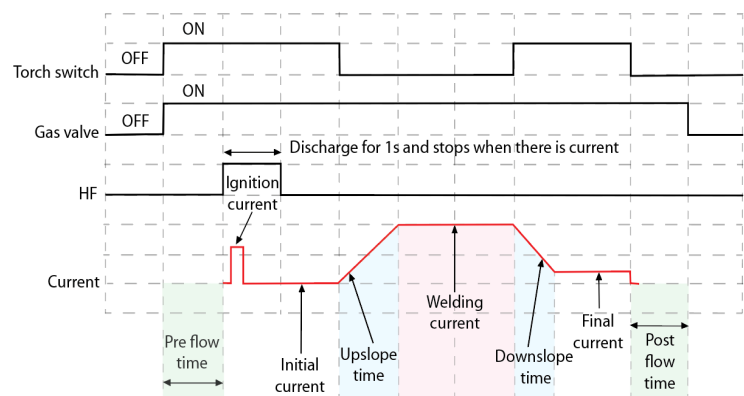 ON
OFF
Torch switch
ON
OFF
Gas valve
Discharge for 1s and stops when there is current
HF
Ignition
current
Current
Welding
current
Pre flow
time
Initial
current
Upslope
time
Downslope
time
Final
current
Post
flow
time